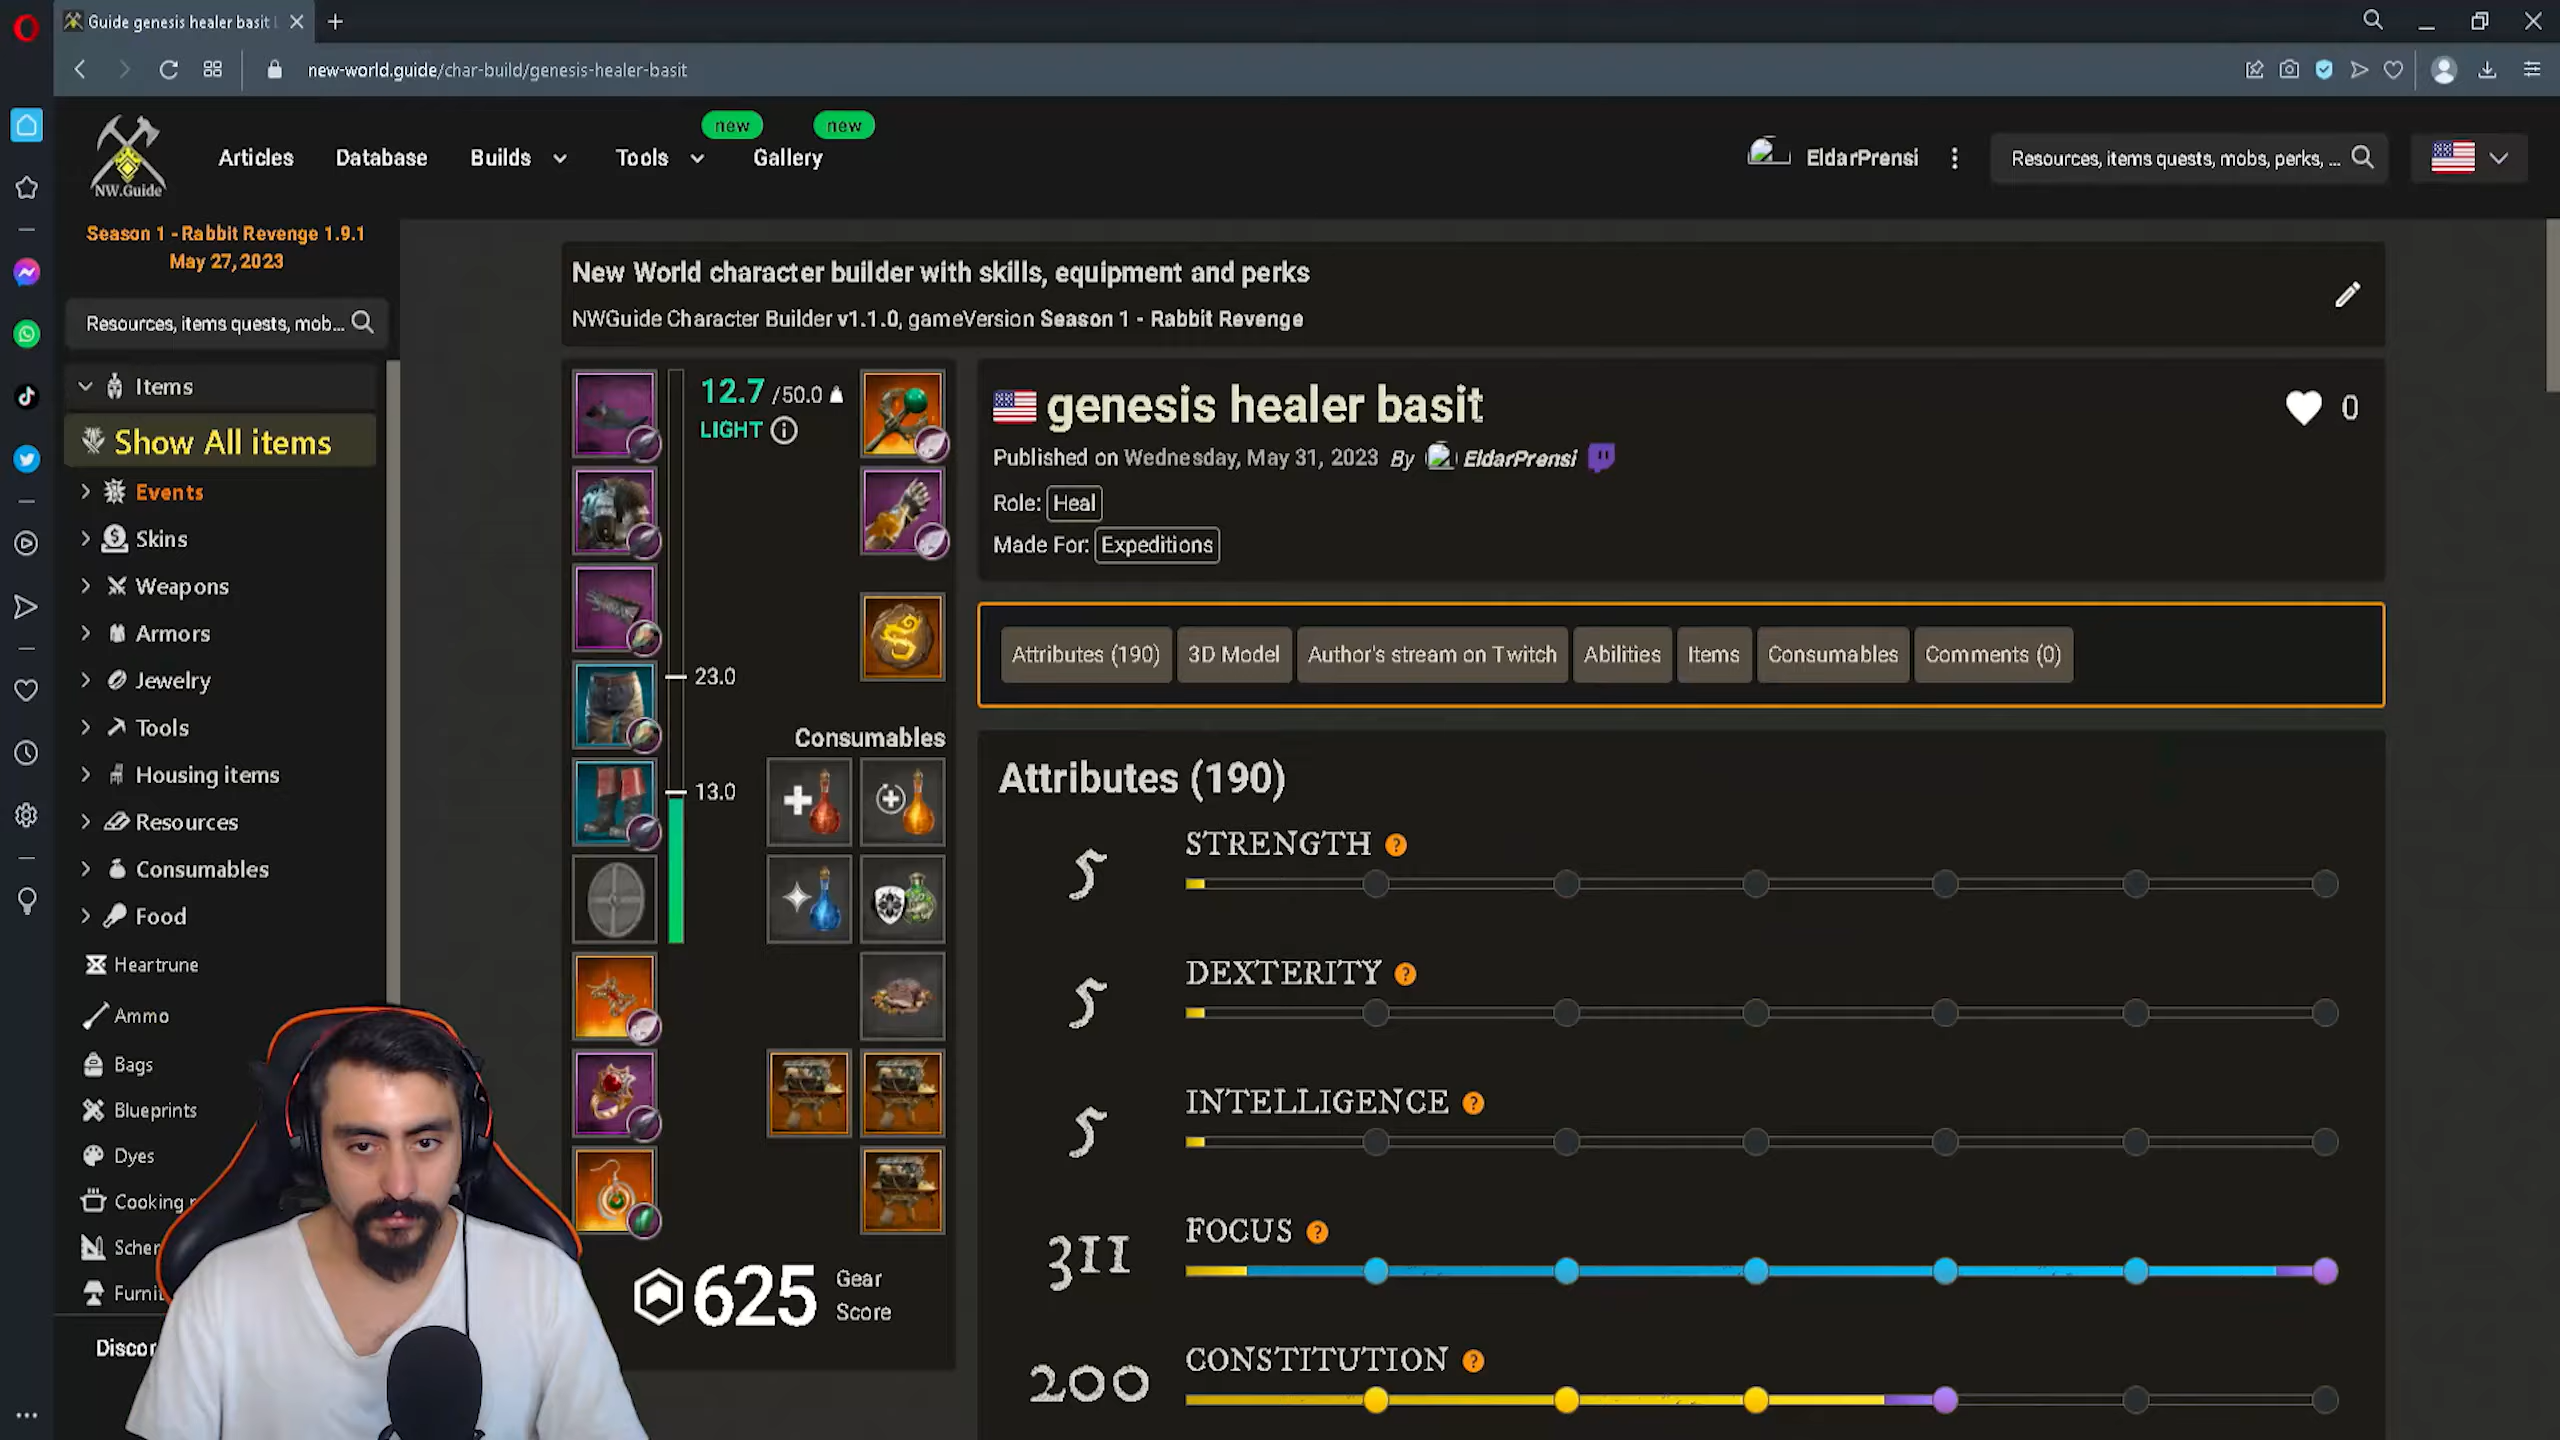 Guide genesis healer basit
new-world.guide/char-build/genesis-healer-basit
NW.Guide
Articles
Database
Builds
Tools
new
Gallery
new
EldarPrensi
Resources, items quests, mobs, perks, ...
Season 1 - Rabbit Revenge 1.9.1
May 27, 2023
Resources, items quests, mob...
Items
Show All items
Events
Skins
Weapons
Armors
Jewelry
Tools
Housing items
Resources
Consumables
Food
Heartrune
Ammo
Bags
Blueprints
Dyes
Cooking
New World character builder with skills, equipment and perks
NWGuide Character Builder v1.1.0, gameVersion Season 1 - Rabbit Revenge
12.7 /50.0
LIGHT
23.0
13.0
Consumables
625
Gear
Score
genesis healer basit
0
Published on Wednesday, May 31, 2023 By EldarPrensi
Role: Heal
Made For: Expeditions
Attributes (190)
3D Model
Author's stream on Twitch
Abilities
Items
Consumables
Comments (0)
Attributes (190)
5 STRENGTH ?
5 DEXTERITY ?
5 INTELLIGENCE ?
311 FOCUS ?
200 CONSTITUTION ?